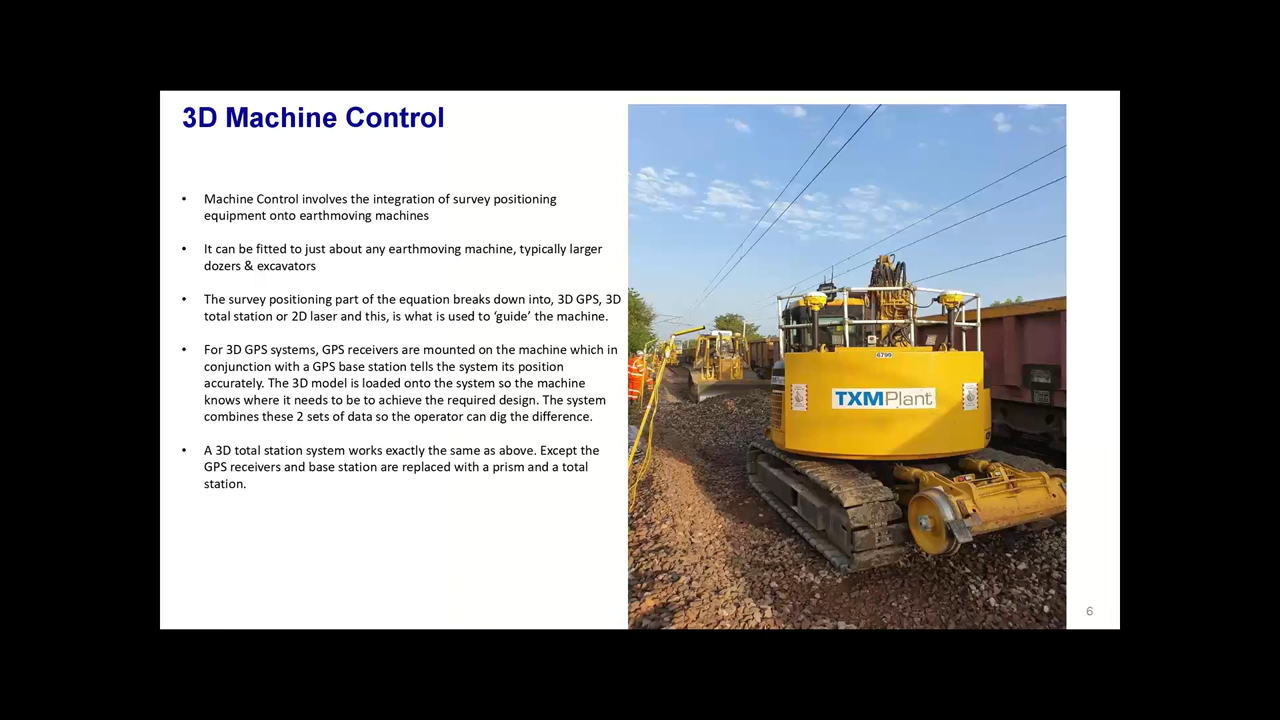 3D Machine Control
• Machine Control involves the integration of survey positioning
equipment onto earthmoving machines
• It can be fitted to just about any earthmoving machine, typically larger
dozers & excavators
• The survey positioning part of the equation breaks down into, 3D GPS, 3D
total station or 2D laser and this, is what is used to ‘guide’ the machine.
• For 3D GPS systems, GPS receivers are mounted on the machine which in
conjunction with a GPS base station tells the system its position
accurately. The 3D model is loaded onto the system so the machine
knows where it needs to be to achieve the required design. The system
combines these 2 sets of data so the operator can dig the difference.
• A 3D total station system works exactly the same as above. Except the
GPS receivers and base station are replaced with a prism and a total
station.
6799
TXMPlant
6